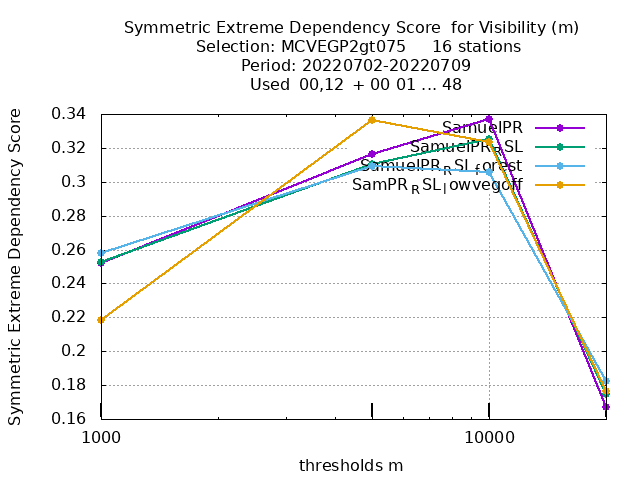 Symmetric Extreme Dependency Score  for Visibility (m)
Selection: MCVEGP2gt075     16 stations
Period: 20220702-20220709
Used  00,12  + 00 01 ... 48
Symmetric Extreme Dependency Score
0.34
0.32
0.3
0.28
0.26
0.24
0.22
0.2
0.18
0.16
SamuelPR
SamuelPR_RSL
SamuelPR_RSL_forest
SamPR_RSL_lowvegoff
1000
10000
thresholds m